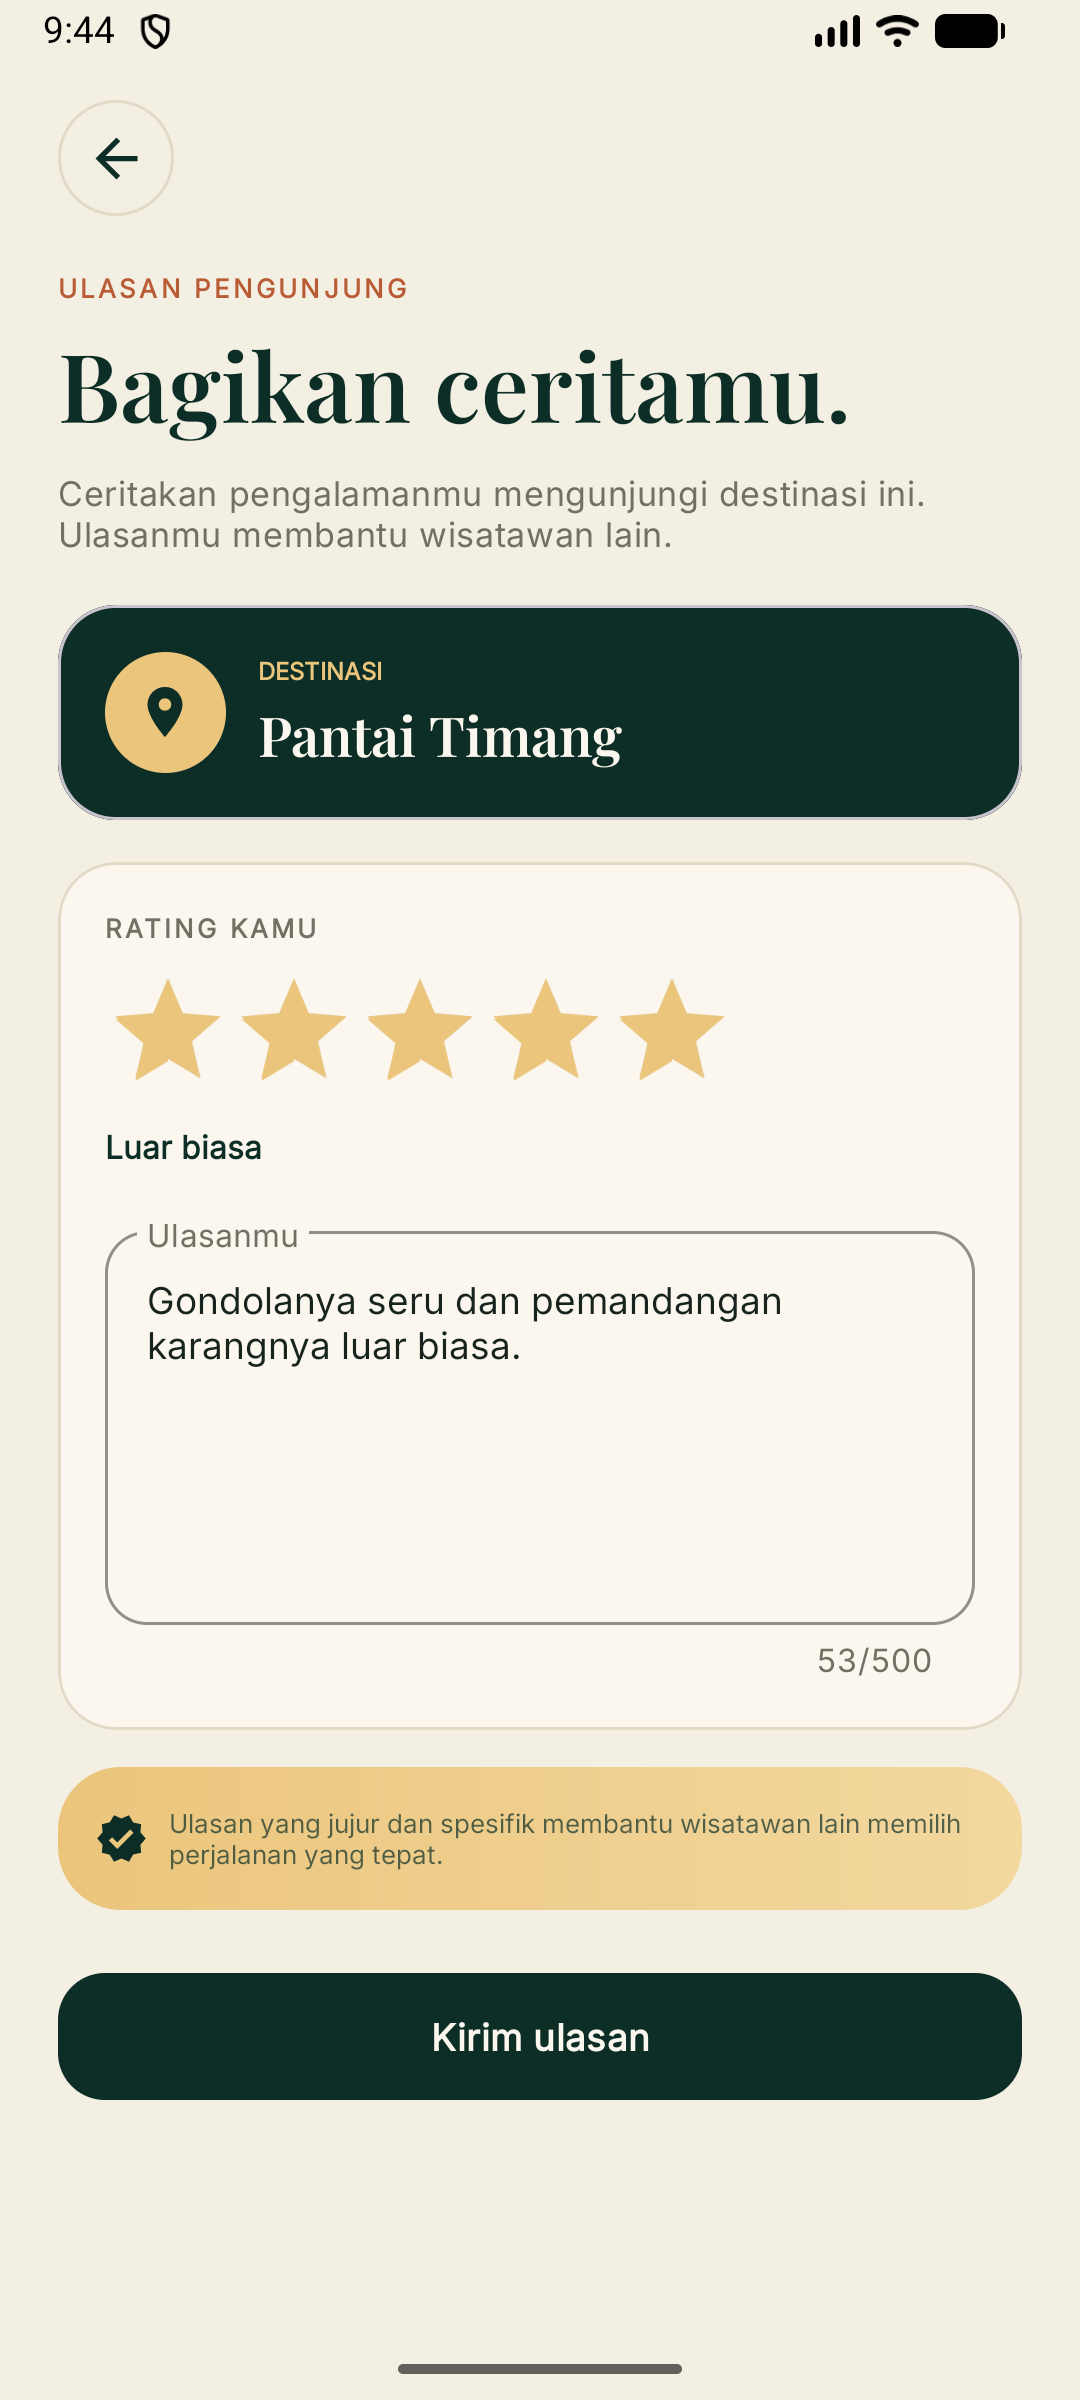 9:44
ULASAN PENGUNJUNG
Bagikan ceritamu.
Ceritakan pengalamanmu mengunjungi destinasi ini.
Ulasanmu membantu wisatawan lain.
DESTINASI
Pantai Timang
RATING KAMU
Luar biasa
Ulasanmu
Gondolanya seru dan pemandangan
karangnya luar biasa.
53/500
Ulasan yang jujur dan spesifik membantu wisatawan lain memilih
perjalanan yang tepat.
Kirim ulasan